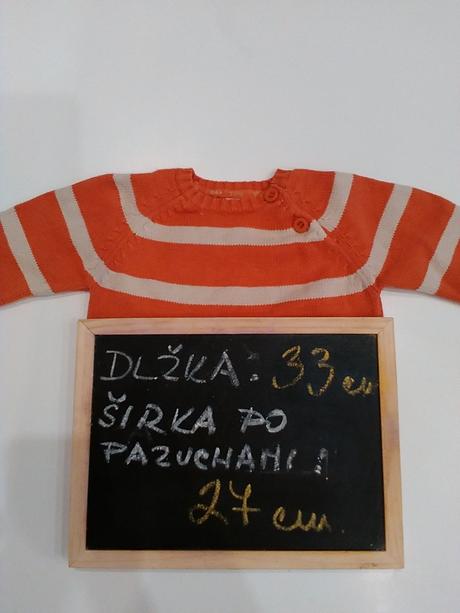 DLŽKA: 33 cm
ŠIRKA PO
PAZUCHAMI:
27 cm